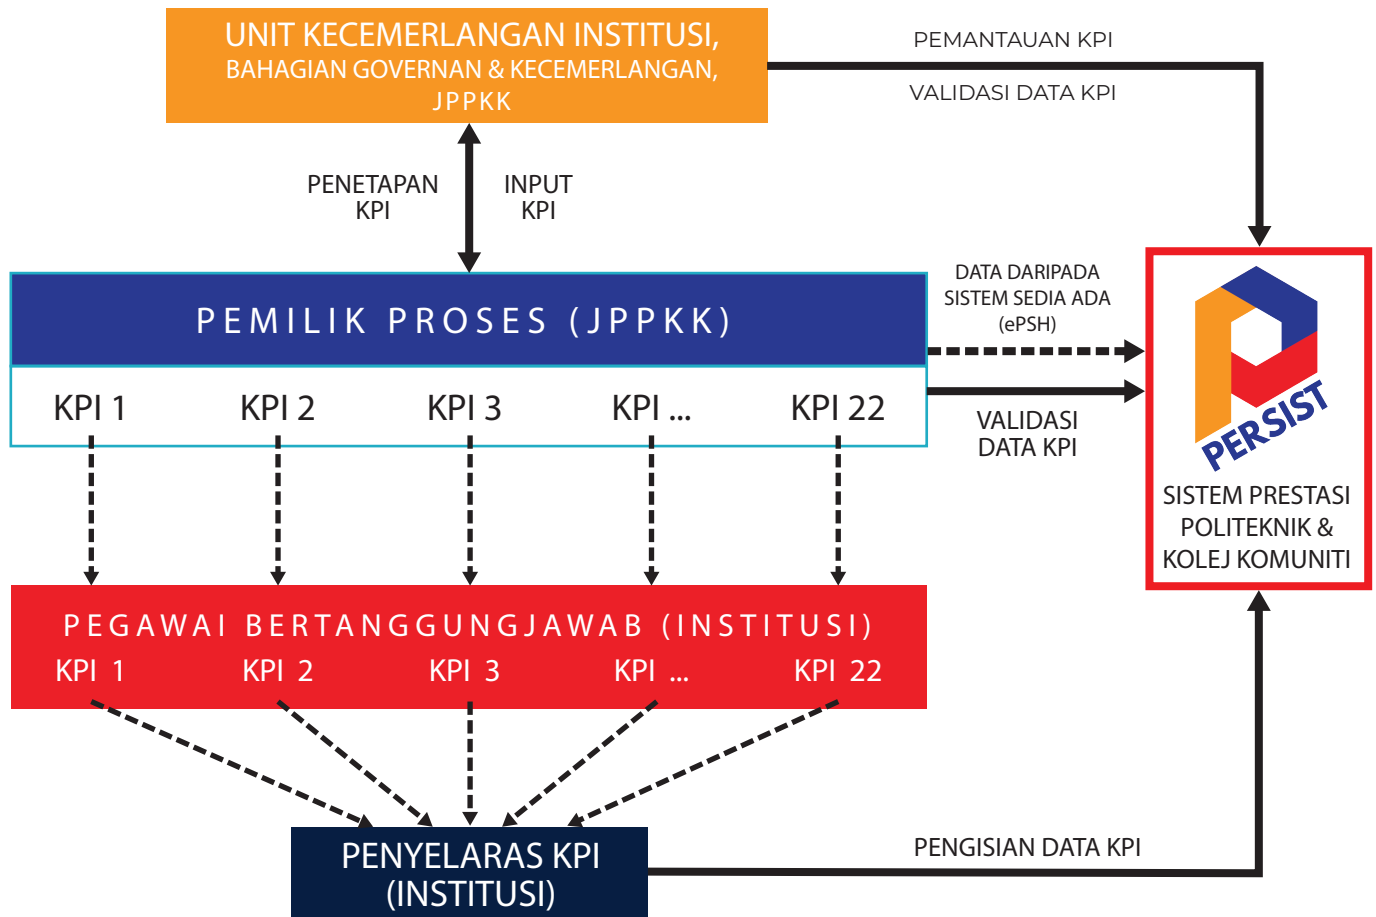 UNIT KECEMERLANGAN INSTITUSI,
BAHAGIAN GOVERNAN & KECEMERLANGAN,
JPPKK
PEMANTAUAN KPI
VALIDASI DATA KPI
PENETAPAN
KPI
INPUT
KPI
PEMILIK PROSES (JPPKK)
KPI 1
KPI 2
KPI 3
KPI ...
KPI 22
DATA DARIPADA
SISTEM SEDIA ADA
(ePSH)
VALIDASI
DATA KPI
PERSIST
SISTEM PRESTASI
POLITEKNIK &
KOLEJ KOMUNITI
PEGAWAI BERTANGGUNGJAWAB (INSTITUSI)
KPI 1
KPI 2
KPI 3
KPI ...
KPI 22
PENYELARAS KPI
(INSTITUSI)
PENGISIAN DATA KPI